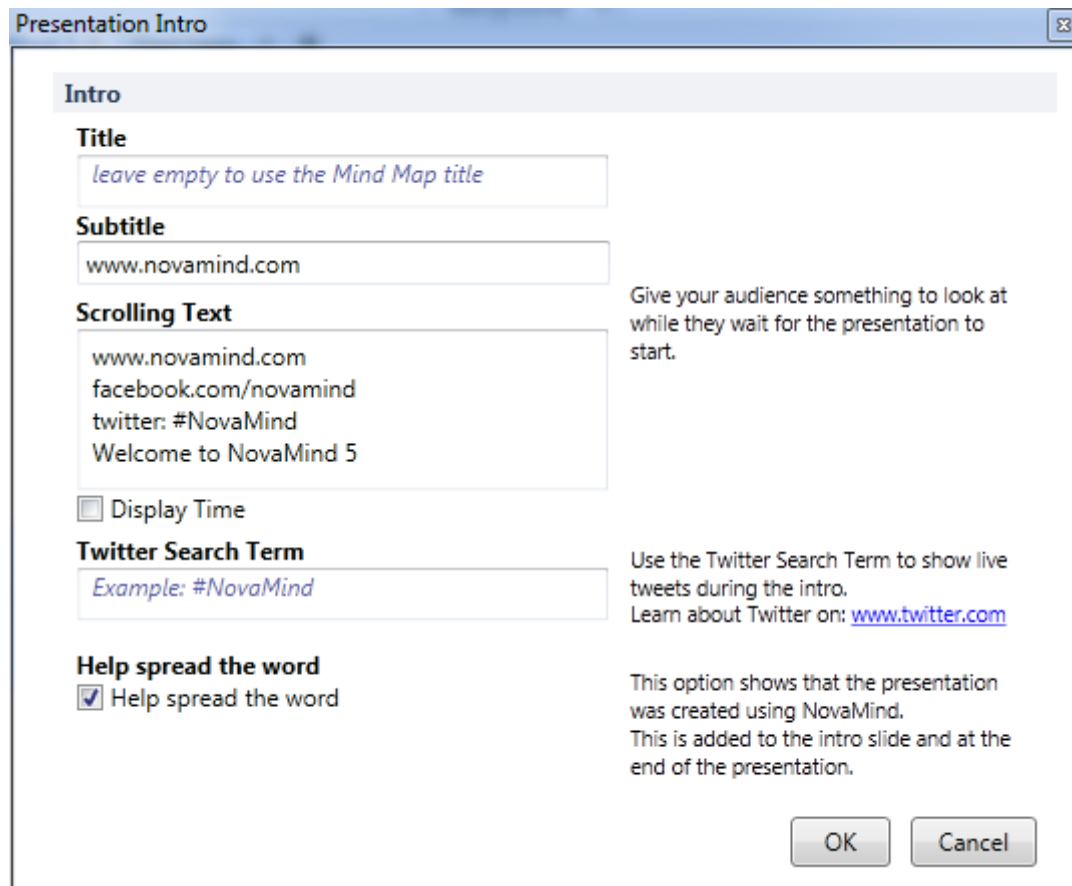 Presentation Intro
Intro
Title
leave empty to use the Mind Map title
Subtitle
www.novamind.com
Scrolling Text
www.novamind.com
facebook.com/novamind
twitter: #NovaMind
Welcome to NovaMind 5
Give your audience something to look at
while they wait for the presentation to
start.
Display Time
Twitter Search Term
Example: #NovaMind
Use the Twitter Search Term to show live
tweets during the intro.
Learn about Twitter on: www.twitter.com
Help spread the word
Help spread the word
This option shows that the presentation
was created using NovaMind.
This is added to the intro slide and at the
end of the presentation.
OK
Cancel